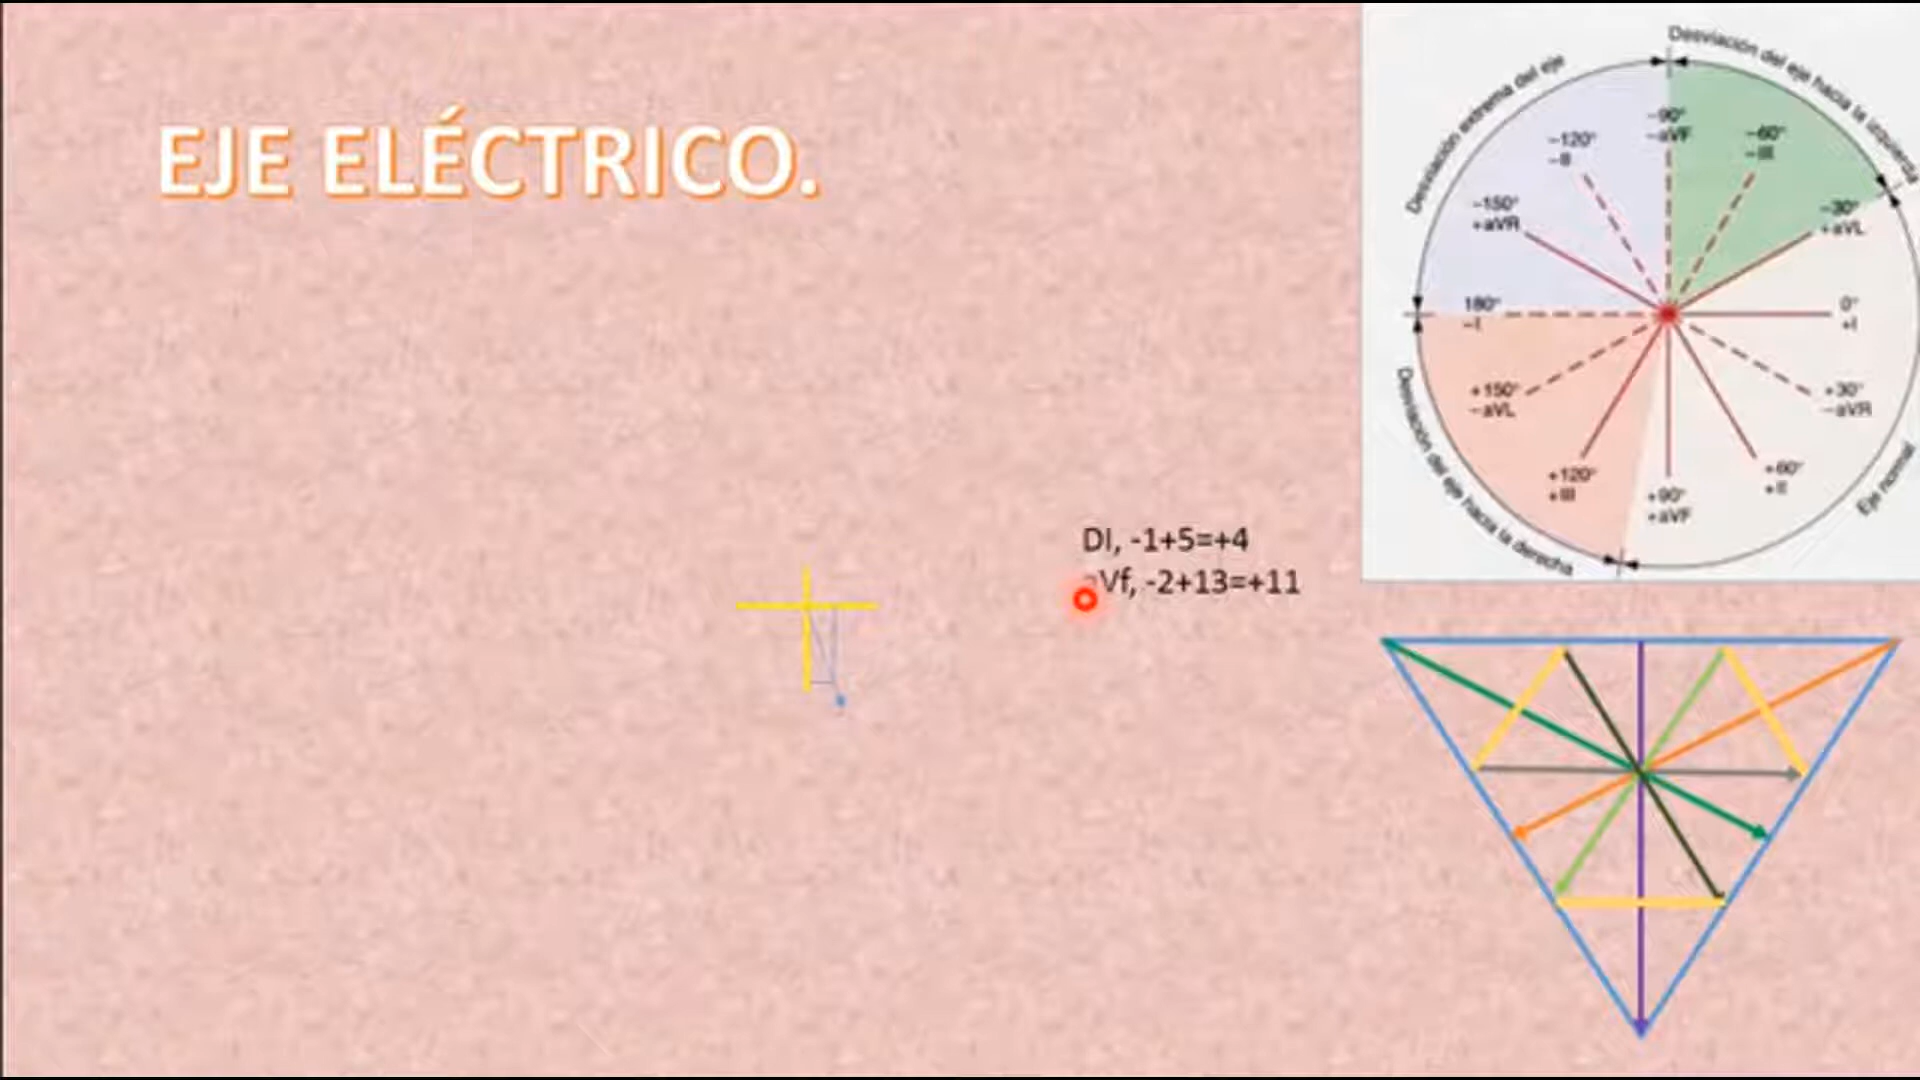 EJE ELÉCTRICO.
Desviación extrema del eje
Desviación del eje hacia la izquierda
-90°
-aVF
-120°
-II
-60°
-III
-150°
+aVR
-30°
+aVL
180°
-I
0°
+I
+150°
-aVL
+30°
-aVR
+120°
+III
+90°
+aVF
+60°
+II
Desviación del eje hacia la derecha
Eje normal
DI, -1+5=+4
aVf, -2+13=+11